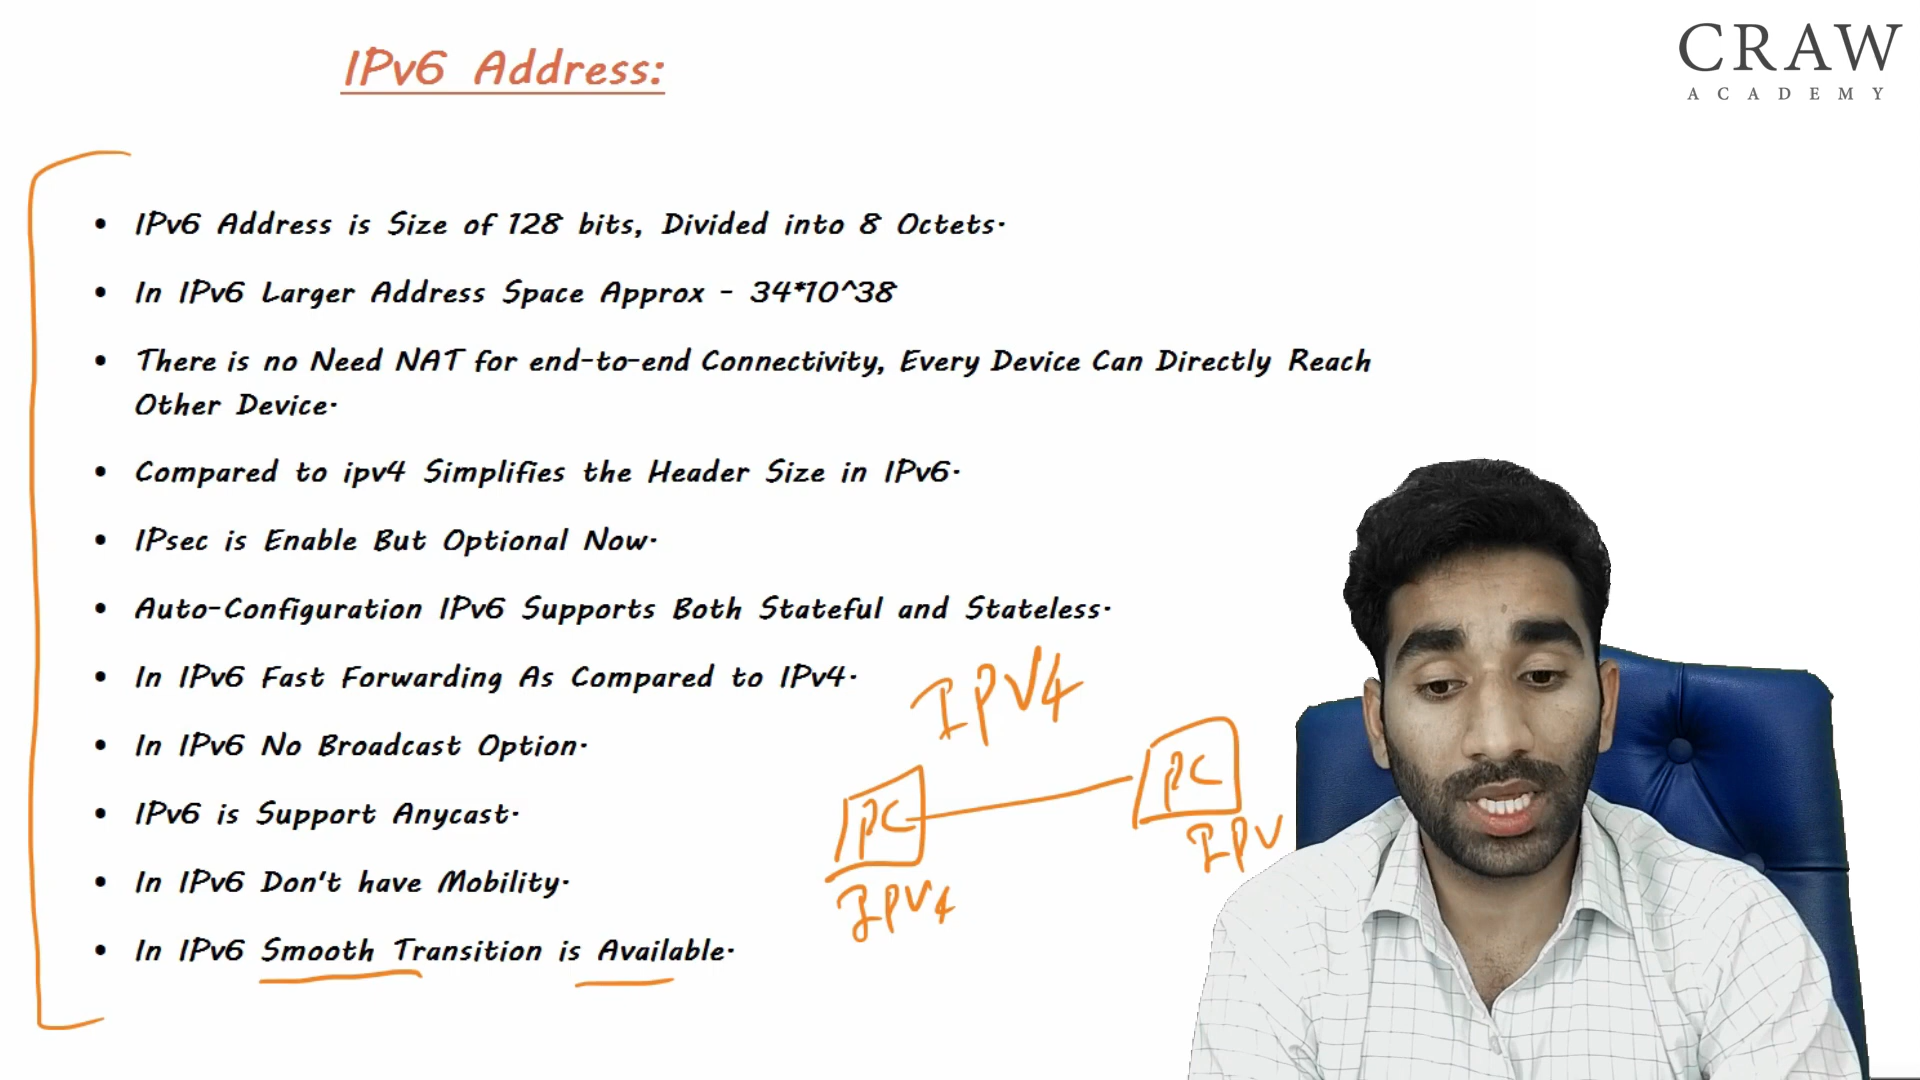 IPv6 Address:
CRAW
ACADEMY
• IPv6 Address is Size of 128 bits, Divided into 8 Octets.
• In IPv6 Larger Address Space Approx - 34*10^38
• There is no Need NAT for end-to-end Connectivity, Every Device Can Directly Reach
Other Device.
• Compared to ipv4 Simplifies the Header Size in IPv6.
• IPsec is Enable But Optional Now.
• Auto-Configuration IPv6 Supports Both Stateful and Stateless.
• In IPv6 Fast Forwarding As Compared to IPv4.
IPV4
• In IPv6 No Broadcast Option.
PC
PC
• IPv6 is Support Anycast.
IPV
• In IPv6 Don't have Mobility.
IPV4
• In IPv6 Smooth Transition is Available.